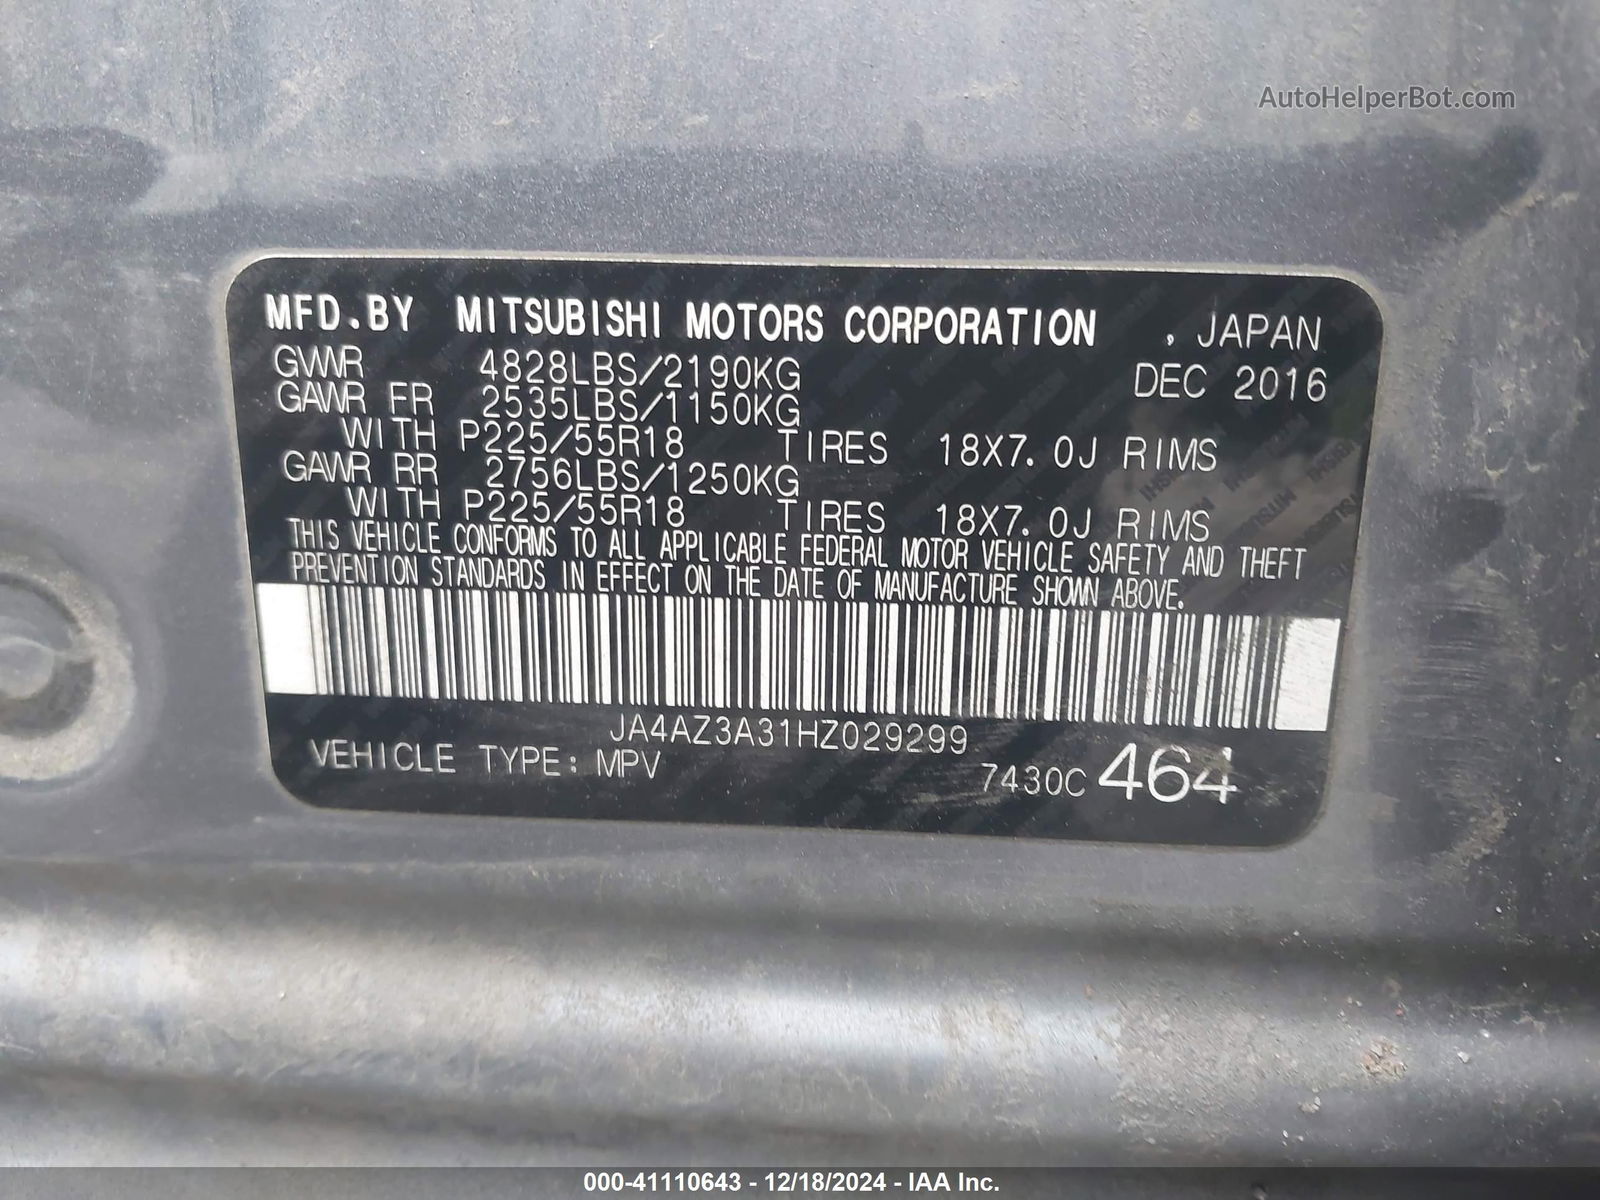 AutoHelperBot.com
MFD.BY MITSUBISHI MOTORS CORPORATION , JAPAN
GVWR 4828LBS/2190KG DEC 2016
GAWR FR 2535LBS/1150KG
WITH P225/55R18 TIRES 18X7.0J RIMS
GAWR RR 2756LBS/1250KG
WITH P225/55R18 TIRES 18X7.0J RIMS
THIS VEHICLE CONFORMS TO ALL APPLICABLE FEDERAL MOTOR VEHICLE SAFETY AND THEFT
PREVENTION STANDARDS IN EFFECT ON THE DATE OF MANUFACTURE SHOWN ABOVE.
JA4AZ3A31HZ029299
VEHICLE TYPE: MPV 7430C 464
000-41110643 - 12/18/2024 - IAA Inc.